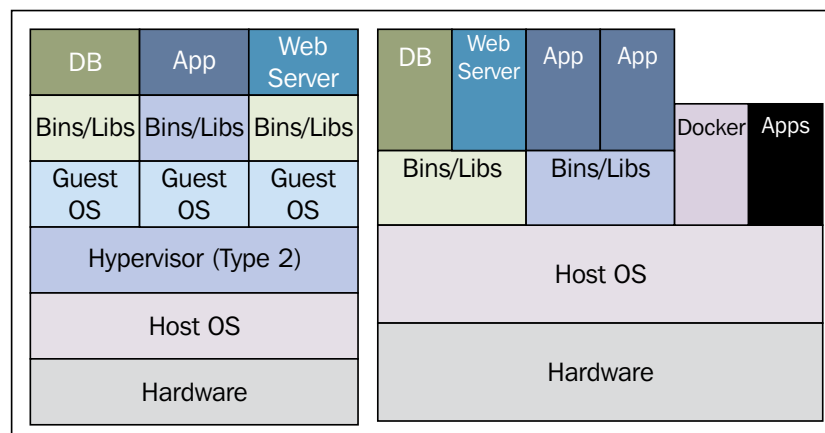 DB
App
Web
Server
Bins/Libs
Bins/Libs
Bins/Libs
Guest
OS
Guest
OS
Guest
OS
Hypervisor (Type 2)
Host OS
Hardware
DB
Web
Server
App
App
Docker
Apps
Bins/Libs
Bins/Libs
Host OS
Hardware